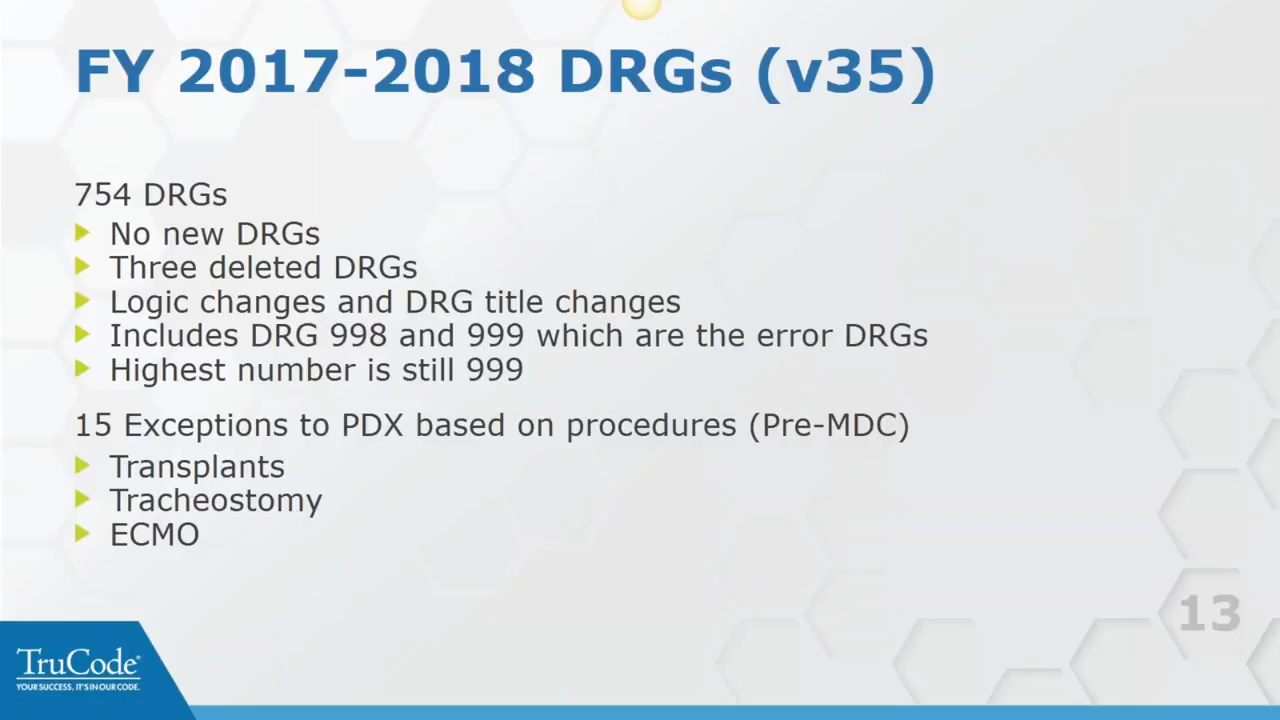 FY 2017-2018 DRGs (v35)
754 DRGs
No new DRGs
Three deleted DRGs
Logic changes and DRG title changes
Includes DRG 998 and 999 which are the error DRGs
Highest number is still 999
15 Exceptions to PDX based on procedures (Pre-MDC)
Transplants
Tracheostomy
ECMO
13
TruCode®
YOUR SUCCESS, IT'S IN OUR CODE.